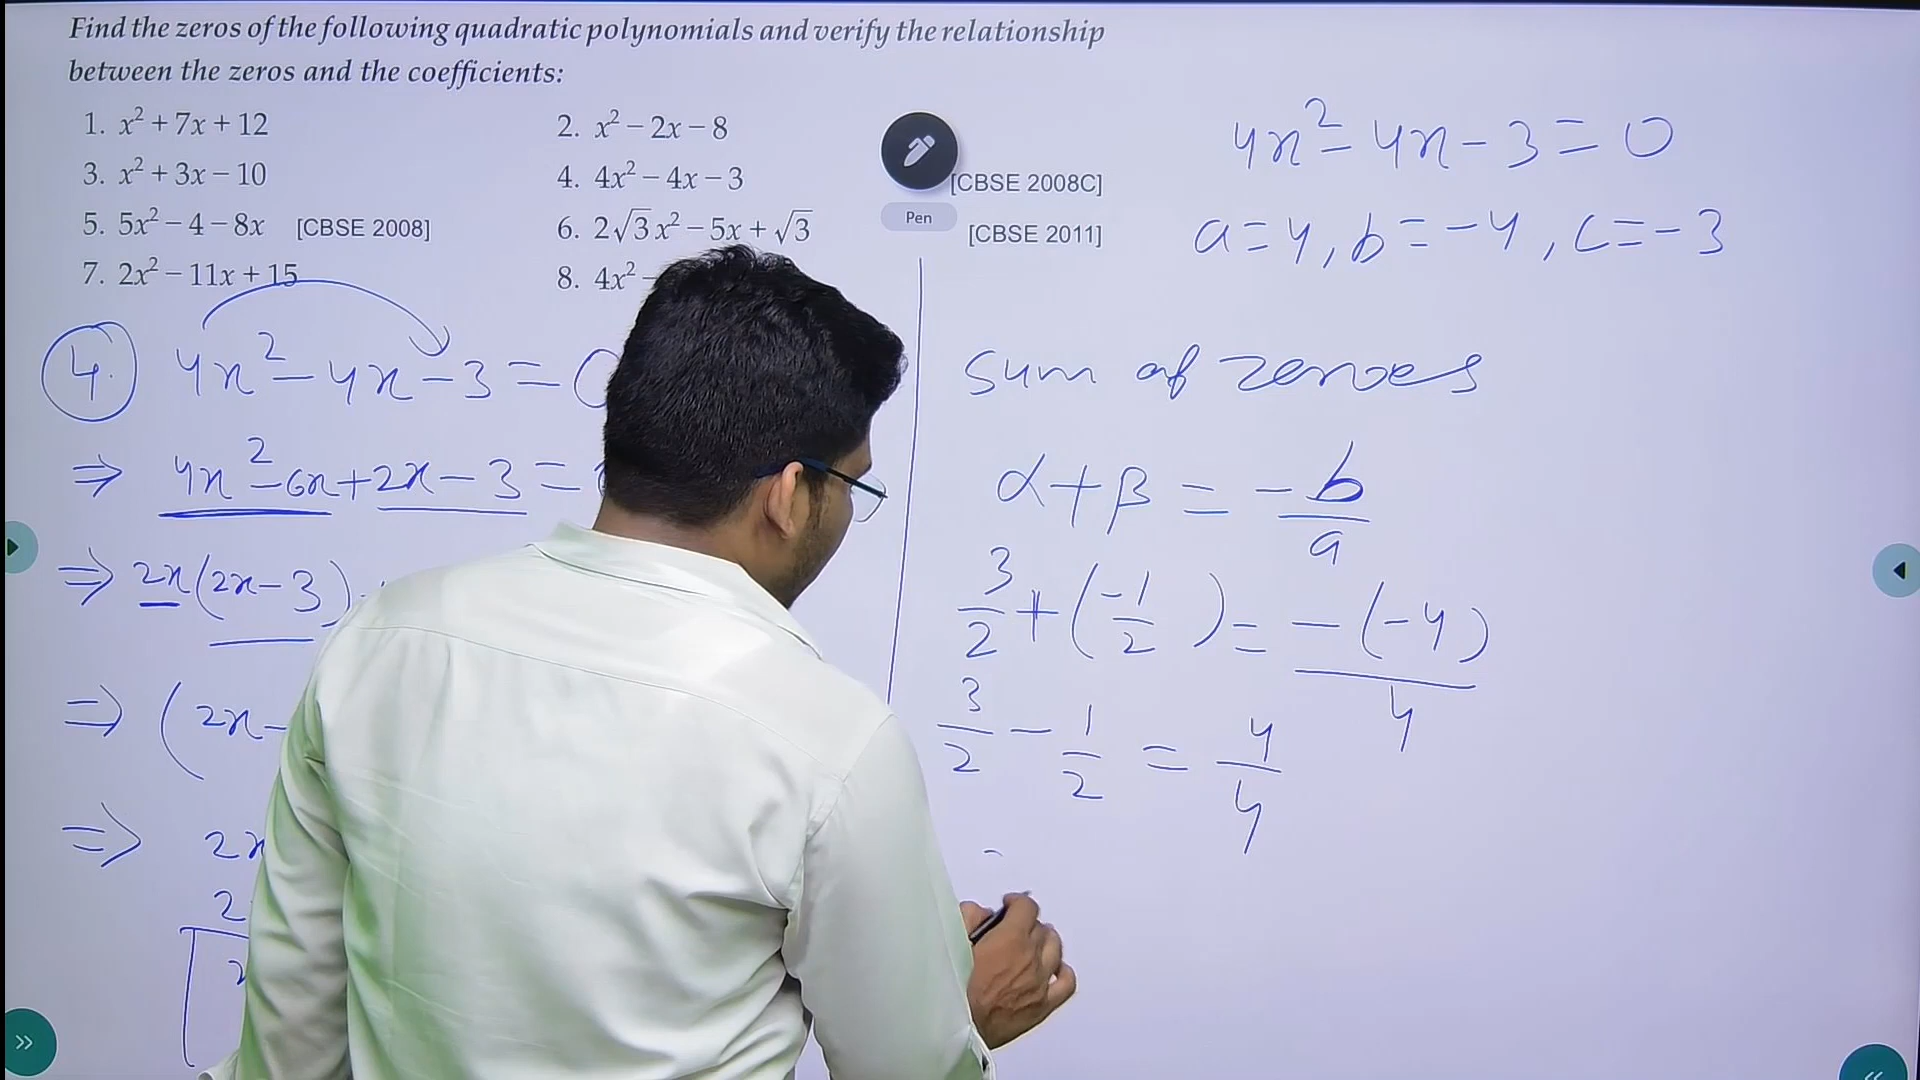 Find the zeros of the following quadratic polynomials and verify the relationship
between the zeros and the coefficients:
1. x² + 7x + 12
2. x² – 2x – 8
3. x² + 3x – 10
4. 4x² – 4x – 3 [CBSE 2008C]
5. 5x² – 4 – 8x [CBSE 2008]
6. 2√3x² – 5x + √3 [CBSE 2011]
7. 2x² – 11x + 15
8. 4x² –
Pen
4. 4x² – 4x – 3 = 0
⇒ 4x² – 6x + 2x – 3 =
⇒ 2x(2x – 3)
⇒ (2x –
⇒ 2x
2
4x² – 4x – 3 = 0
a = 4, b = –4, c = –3
sum of zeroes
α + β = –b/a
3/2 + (–1/2) = –(–4)/4
3/2 – 1/2 = 4/4